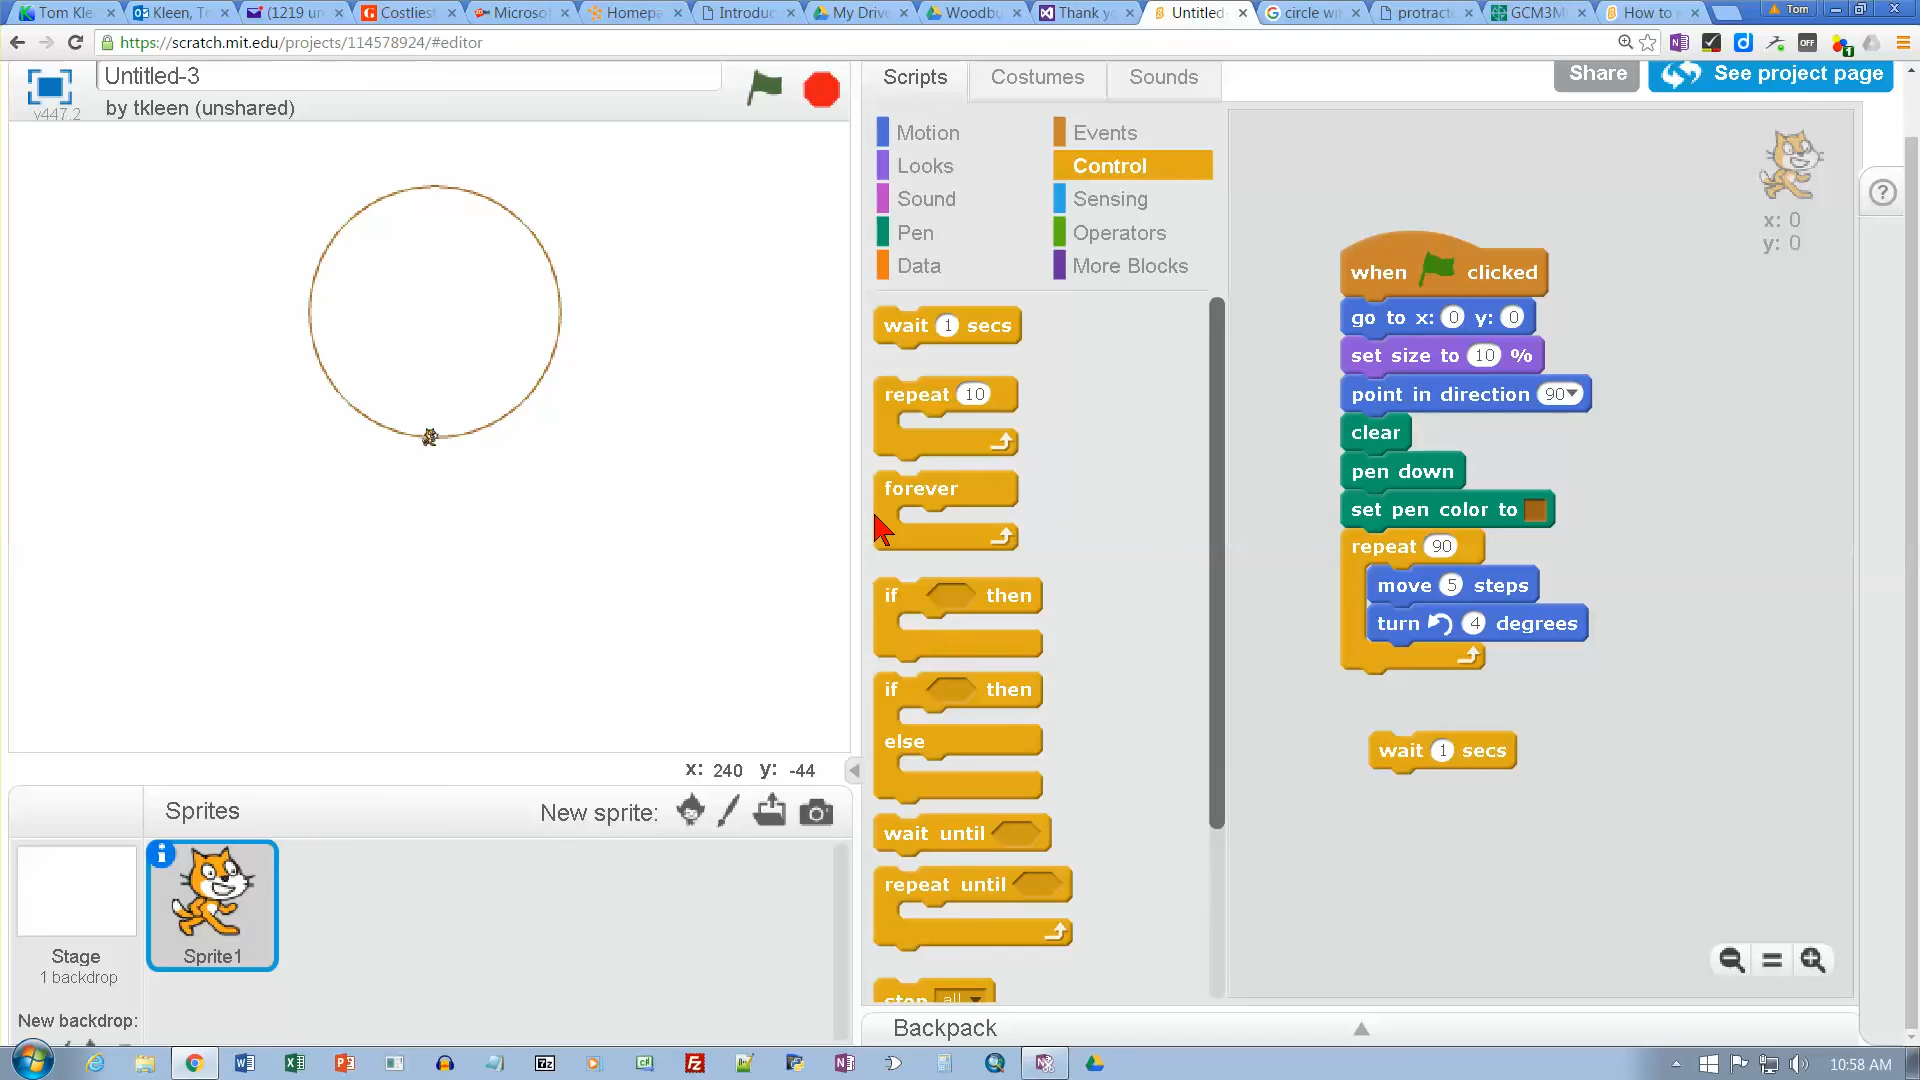 Tom Kle
Kleen, T
(1219 un
Costlies
Microso
Homepa
Introduc
My Driv
Woodb
Thank y
Untitled
circle wi
protract
GCM3M
How to
Tom
https://scratch.mit.edu/projects/114578924/#editor
OFF
1
Untitled-3
by tkleen (unshared)
v447.2
Scripts
Costumes
Sounds
Share
See project page
Motion
Looks
Sound
Pen
Data
Events
Control
Sensing
Operators
More Blocks
wait 1 secs
repeat 10
forever
if then
if then
else
wait until
repeat until
stop all
x: 0
y: 0
?
when clicked
go to x: 0 y: 0
set size to 10 %
point in direction 90
clear
pen down
set pen color to
repeat 90
move 5 steps
turn 4 degrees
wait 1 secs
x: 240 y: -44
Sprites
New sprite:
i
Sprite1
Stage
1 backdrop
New backdrop:
Backpack
7z
10:58 AM